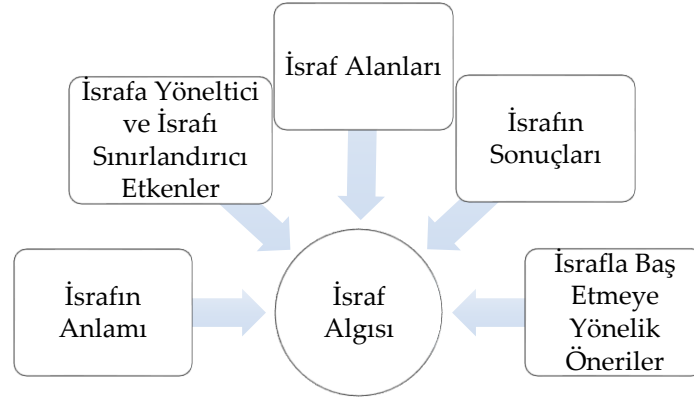 İsraf Alanları
İsrafa Yöneltici
ve İsrafı
Sınırlandırıcı
Etkenler
İsrafın
Sonuçları
İsrafın
Anlamı
İsraf
Algısı
İsrafla Baş
Etmeye
Yönelik
Öneriler